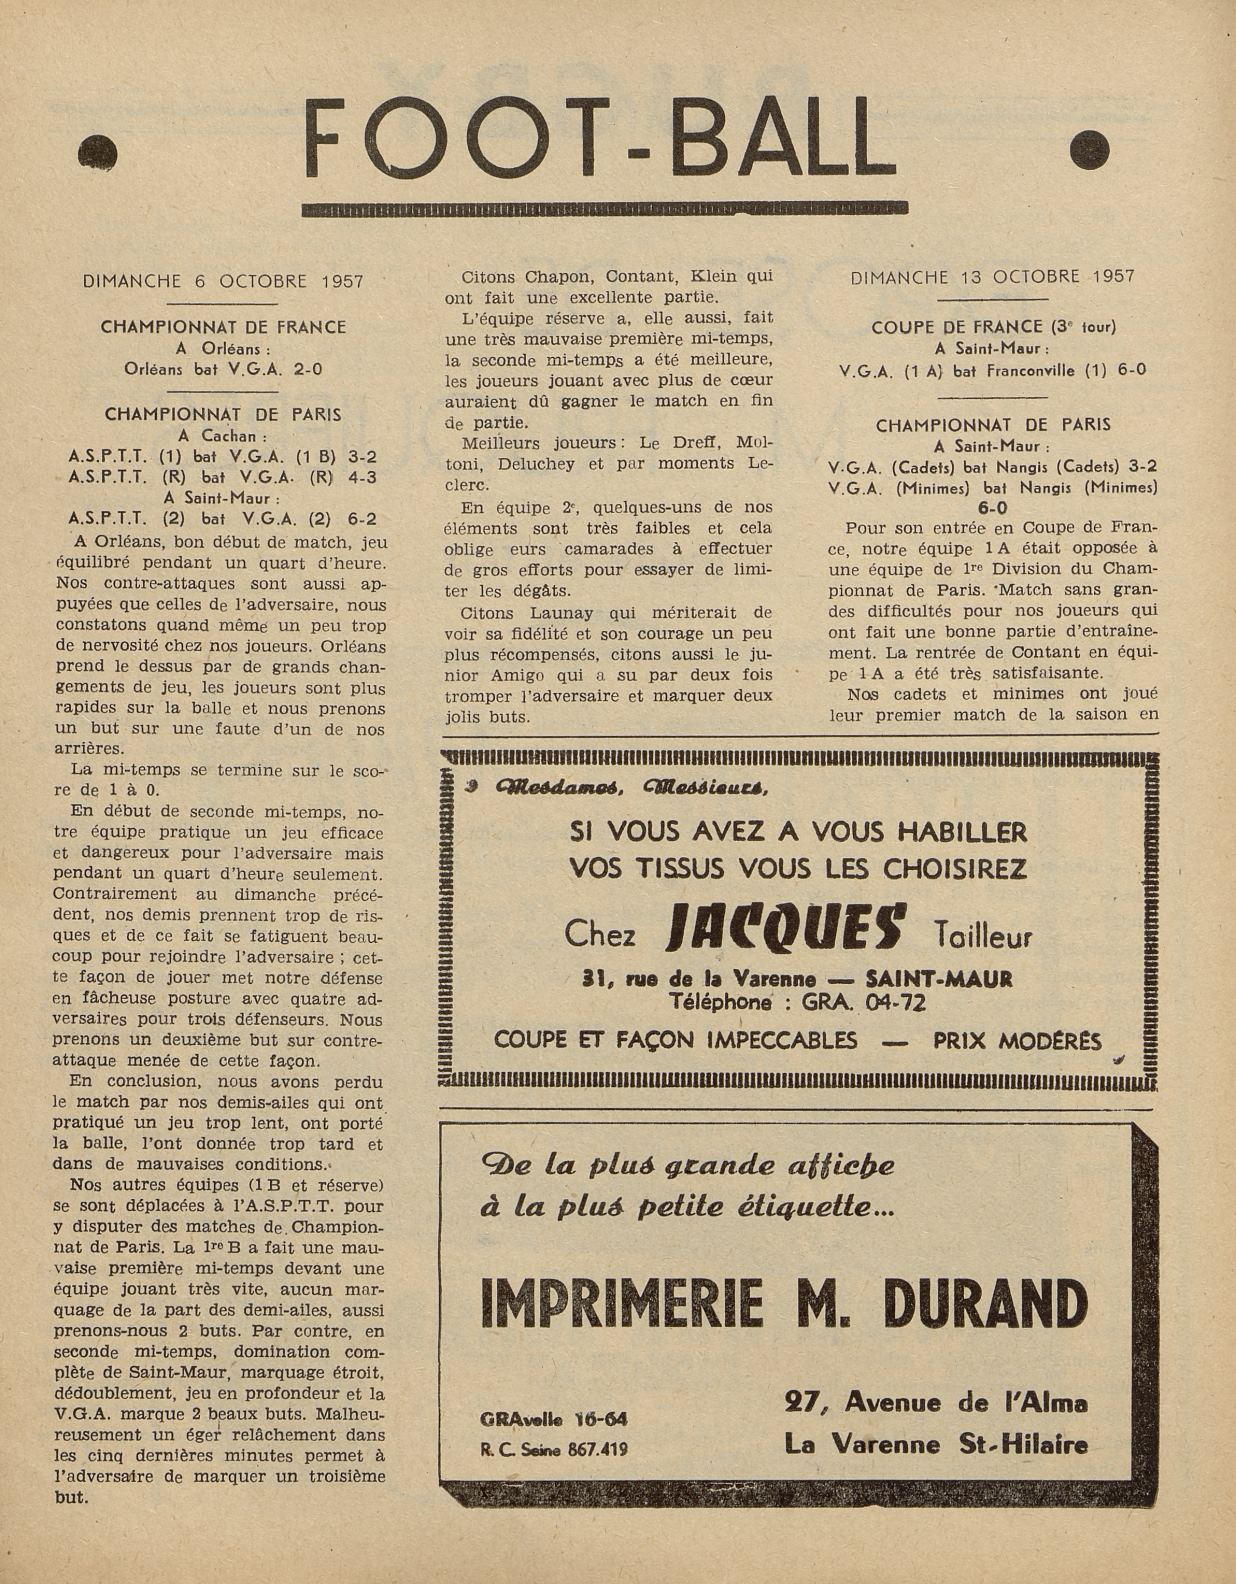 FOOT-BALL
DIMANCHE 6 OCTOBRE 1957
CHAMPIONNAT DE FRANCE
A Orléans :
Orléans bat V.G.A. 2-0
CHAMPIONNAT DE PARIS
A Cachan :
A.S.P.T.T. (1) bat V.G.A. (1 B) 3-2
A.S.P.T.T. (R) bat V.G.A. (R) 4-3
A Saint-Maur :
A.S.P.T.T. (2) bat V.G.A. (2) 6-2
A Orléans, bon début de match, jeu
équilibré pendant un quart d'heure.
Nos contre-attaques sont aussi ap-
puyées que celles de l'adversaire, nous
constatons quand même un peu trop
de nervosité chez nos joueurs. Orléans
prend le dessus par de grands chan-
gements de jeu, les joueurs sont plus
rapides sur la balle et nous prenons
un but sur une faute d'un de nos
arrières.
La mi-temps se termine sur le sco-
re de 1 à 0.
En début de seconde mi-temps, no-
tre équipe pratique un jeu efficace
et dangereux pour l'adversaire mais
pendant un quart d'heure seulement.
Contrairement au dimanche précé-
dent, nos demis prennent trop de ris-
ques et de ce fait se fatiguent beau-
coup pour rejoindre l'adversaire ; cet-
te façon de jouer met notre défense
en fâcheuse posture avec quatre ad-
versaires pour trois défenseurs. Nous
prenons un deuxième but sur contre-
attaque menée de cette façon.
En conclusion, nous avons perdu
le match par nos demis-ailes qui ont
pratiqué un jeu trop lent, ont porté
la balle, l'ont donnée trop tard et
dans de mauvaises conditions.
Nos autres équipes (1 B et réserve)
se sont déplacées à l'A.S.P.T.T. pour
y disputer des matches de Champion-
nat de Paris. La 1re B a fait une mau-
vaise première mi-temps devant une
équipe jouant très vite, aucun mar-
quage de la part des demi-ailes, aussi
prenons-nous 2 buts. Par contre, en
seconde mi-temps, domination com-
plète de Saint-Maur, marquage étroit,
dédoublement, jeu en profondeur et la
V.G.A. marque 2 beaux buts. Malheu-
reusement un éger relâchement dans
les cinq dernières minutes permet à
l'adversaire de marquer un troisième
but.
Citons Chapon, Contant, Klein qui
ont fait une excellente partie.
L'équipe réserve a, elle aussi, fait
une très mauvaise première mi-temps,
la seconde mi-temps a été meilleure,
les joueurs jouant avec plus de cœur
auraient dû gagner le match en fin
de partie.
Meilleurs joueurs : Le Dreff, Mol-
toni, Deluchey et par moments Le-
clerc.
En équipe 2e, quelques-uns de nos
éléments sont très faibles et cela
oblige eurs camarades à effectuer
de gros efforts pour essayer de limi-
ter les dégâts.
Citons Launay qui mériterait de
voir sa fidélité et son courage un peu
plus récompensés, citons aussi le ju-
nior Amigo qui a su par deux fois
tromper l'adversaire et marquer deux
jolis buts.
DIMANCHE 13 OCTOBRE 1957
COUPE DE FRANCE (3e tour)
A Saint-Maur :
V.G.A. (1 A) bat Franconville (1) 6-0
CHAMPIONNAT DE PARIS
A Saint-Maur :
V.G.A. (Cadets) bat Nangis (Cadets) 3-2
V.G.A. (Minimes) bat Nangis (Minimes)
6-0
Pour son entrée en Coupe de Fran-
ce, notre équipe 1 A était opposée à
une équipe de 1re Division du Cham-
pionnat de Paris. Match sans gran-
des difficultés pour nos joueurs qui
ont fait une bonne partie d'entraîne-
ment. La rentrée de Contant en équi-
pe 1 A a été très satisfaisante.
Nos cadets et minimes ont joué
leur premier match de la saison en
Mesdames, Messieurs,
SI VOUS AVEZ A VOUS HABILLER
VOS TISSUS VOUS LES CHOISIREZ
Chez JACQUES Tailleur
31, rue de la Varenne — SAINT-MAUR
Téléphone : GRA. 04-72
COUPE ET FAÇON IMPECCABLES — PRIX MODÉRÉS
De la plus grande affiche
à la plus petite étiquette...
IMPRIMERIE M. DURAND
GRAvelle 16-64
R. C. Seine 867.419
27, Avenue de l'Alma
La Varenne St-Hilaire